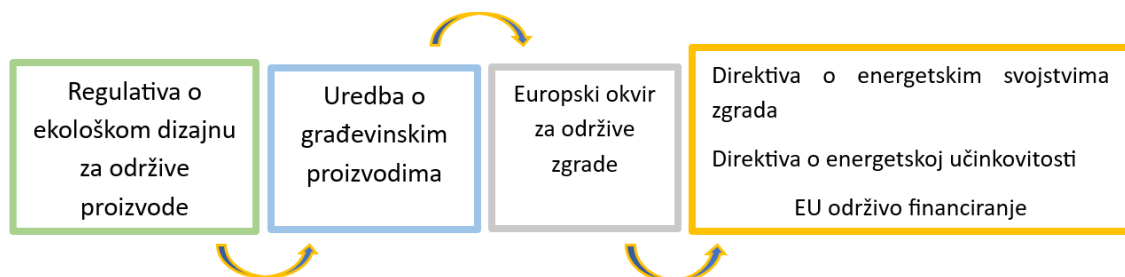 Regulativa o
ekološkom dizajnu
za održive
proizvode
Uredba o
građevinskim
proizvodima
Europski okvir
za održive
zgrade
Direktiva o energetskim svojstvima
zgrada
Direktiva o energetskoj učinkovitosti
EU održivo financiranje